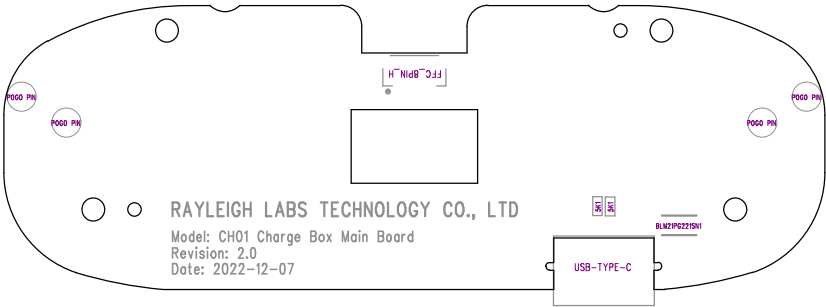 FFC_8PIN_H
POGO PIN
POGO PIN
POGO PIN
POGO PIN
RAYLEIGH LABS TECHNOLOGY CO., LTD
5K1
5K1
BLM21PG221SN1
Model: CH01 Charge Box Main Board
Revision: 2.0
Date: 2022-12-07
USB-TYPE-C